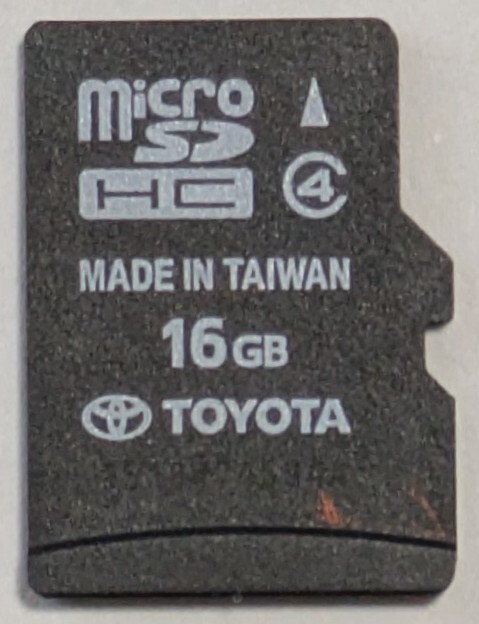 micro
SD
HC 4
MADE IN TAIWAN
16GB
TOYOTA